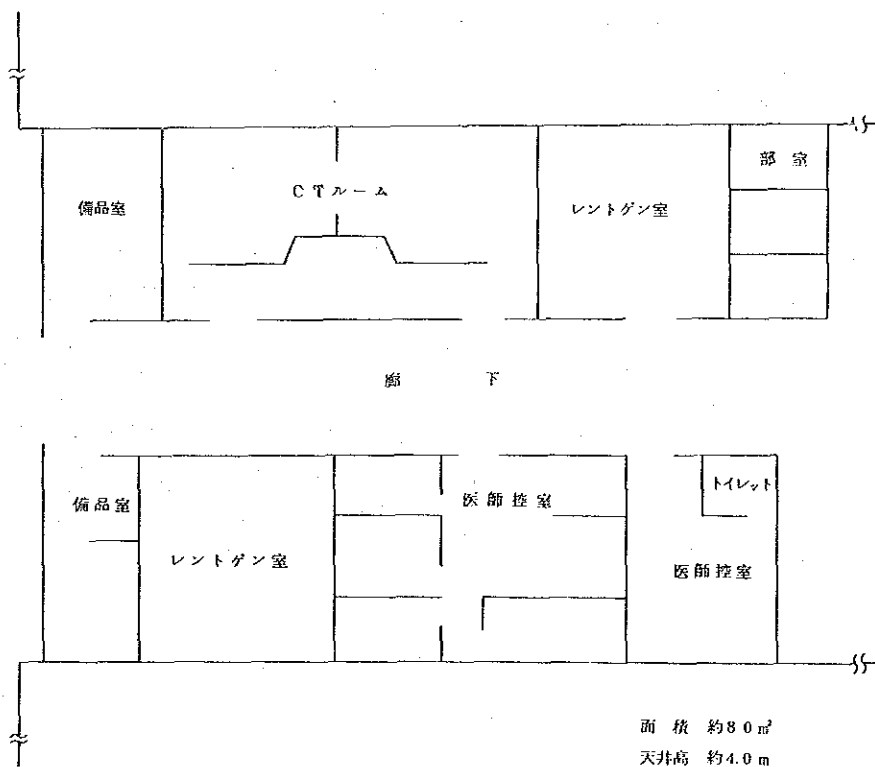 部室
CTルーム
備品室
レントゲン室
廊下
トイレット
備品室
医師控室
レントゲン室
医師控室
面積 約80㎡
天井高 約4.0m